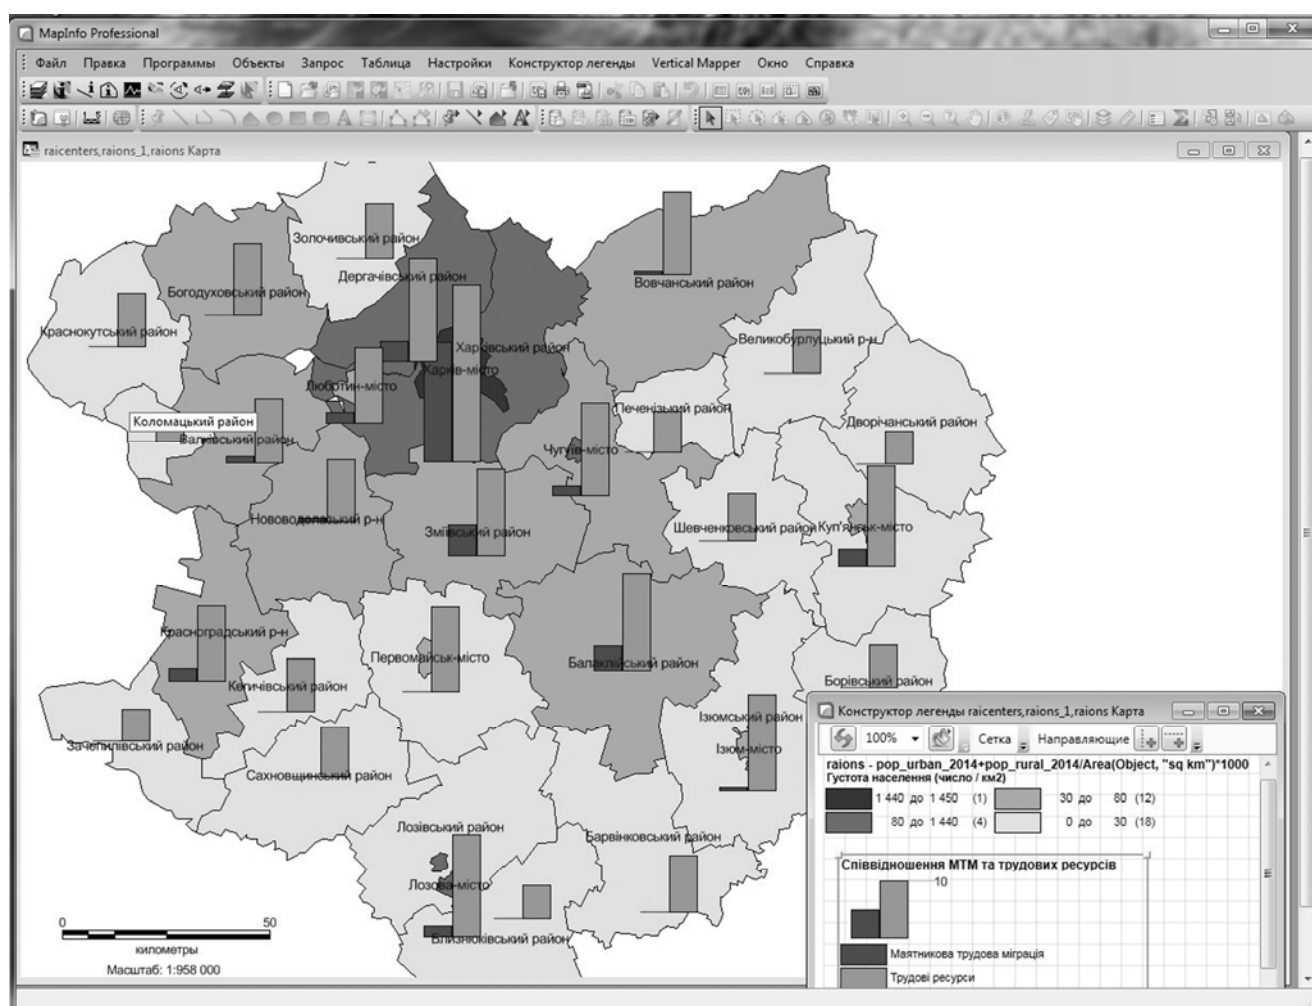 MapInfo Professional
Файл Правка Программы Объекты Запрос Таблица Настройки Конструктор легенды Vertical Mapper Окно Справка
raicenters,raions_1,raions Карта
Золочивський район
Дергачівський район
Вовчанський район
Богодуховський район
Краснокутський район
Великобурлуцький р-н
Харківський район
Харків-місто
Люботин-місто
Печенізький район
Коломацький район
Дворічанський район
Валківський район
Чугуїв-місто
Нововодолазький р-н
Зміївський район
Шевченковський район
Куп'янськ-місто
Красноградський р-н
Первомайськ-місто
Балаклійський район
Борівський район
Кегичівський район
Ізюмський район
Зачепилівський район
Ізюм-місто
Сахновщинський район
Лозівський район
Барвінковський район
Лозова-місто
Близнюківський район
0 50
километры
Масштаб: 1:958 000
Конструктор легенды raicenters,raions_1,raions Карта
100% Сетка Направляющие
raions - pop_urban_2014+pop_rural_2014/Area(Object, "sq km")*1000
Густота населення (число / км2)
1 440 до 1 450 (1) 30 до 80 (12)
80 до 1 440 (4) 0 до 30 (18)
Співвідношення МТМ та трудових ресурсів
10
Маятникова трудова міграція
Трудові ресурси